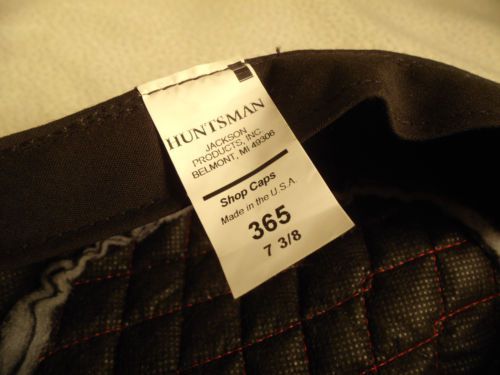 HUNTSMAN
JACKSON
PRODUCTS, INC.
BELMONT, MI 49306
Shop Caps
Made in the U.S.A.
365
7 3/8